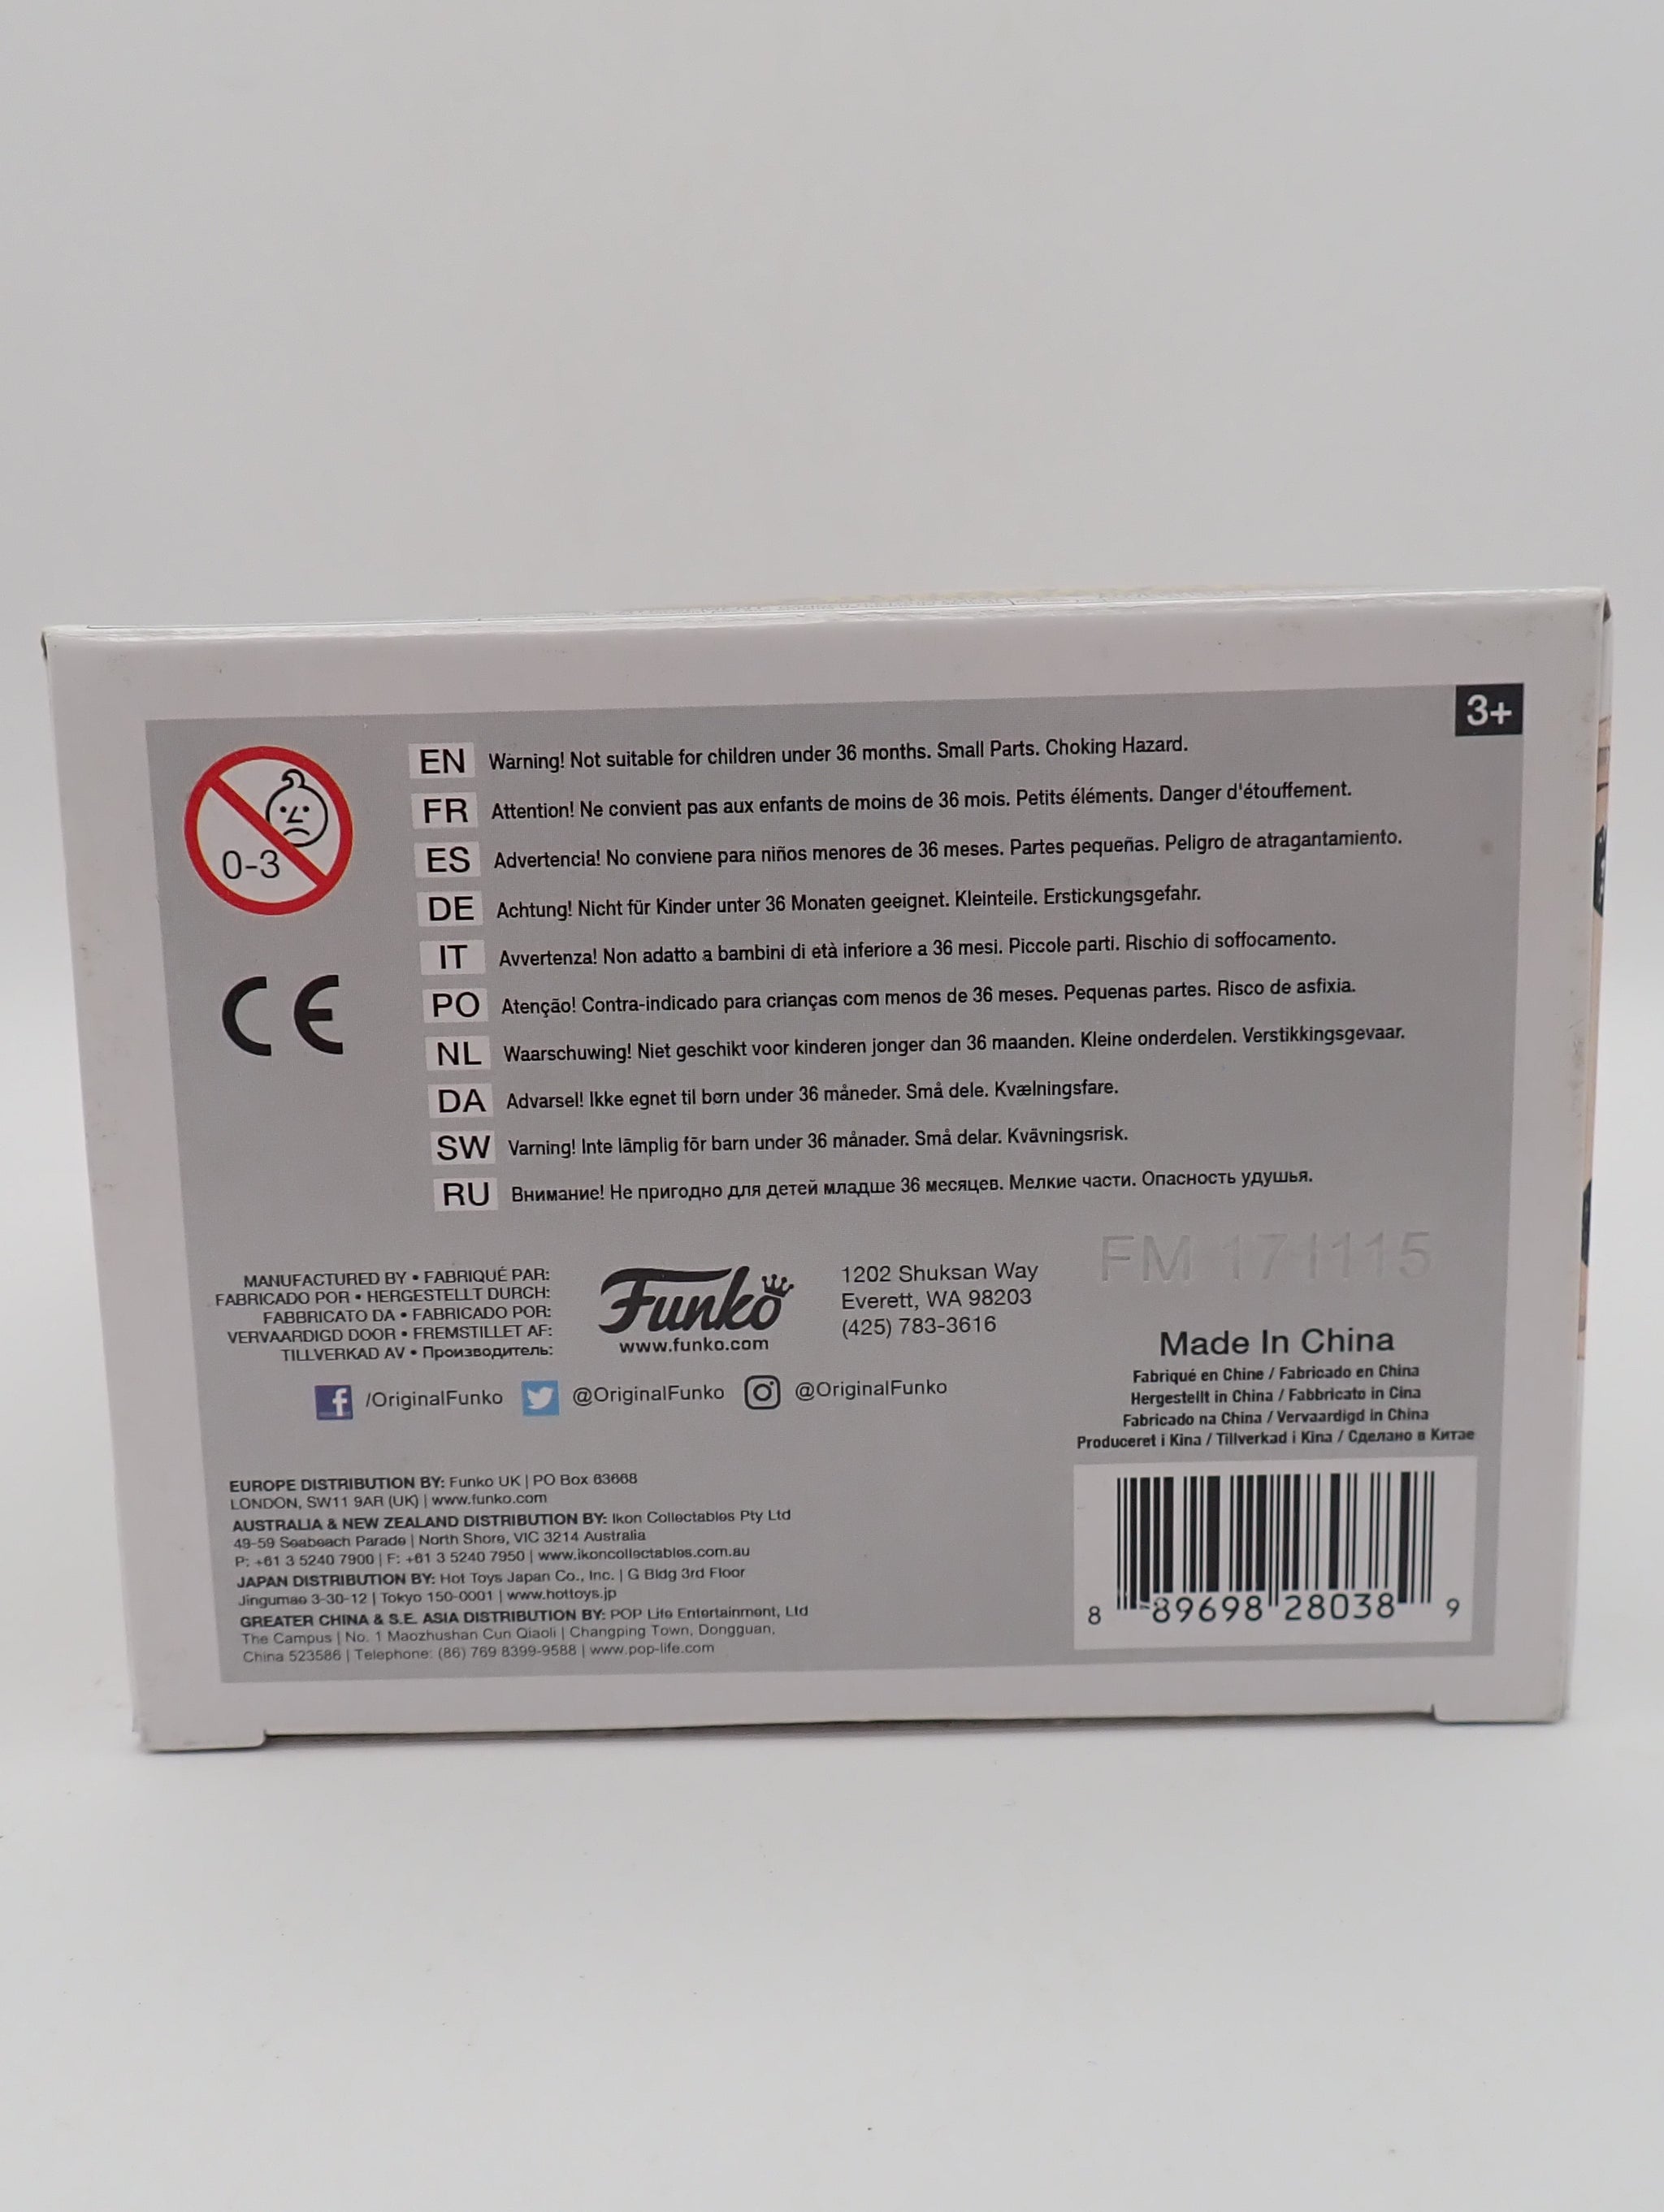 3+
0-3
CE
EN Warning! Not suitable for children under 36 months. Small Parts. Choking Hazard.
FR Attention! Ne convient pas aux enfants de moins de 36 mois. Petits éléments. Danger d'étouffement.
ES Advertencia! No conviene para niños menores de 36 meses. Partes pequeñas. Peligro de atragantamiento.
DE Achtung! Nicht für Kinder unter 36 Monaten geeignet. Kleinteile. Erstickungsgefahr.
IT Avvertenza! Non adatto a bambini di età inferiore a 36 mesi. Piccole parti. Rischio di soffocamento.
PO Atenção! Contra-indicado para crianças com menos de 36 meses. Pequenas partes. Risco de asfixia.
NL Waarschuwing! Niet geschikt voor kinderen jonger dan 36 maanden. Kleine onderdelen. Verstikkingsgevaar.
DA Advarsel! Ikke egnet til børn under 36 måneder. Små dele. Kvælningsfare.
SW Varning! Inte lämplig för barn under 36 månader. Små delar. Kvävningsrisk.
RU Внимание! Не пригодно для детей младше 36 месяцев. Мелкие части. Опасность удушья.
MANUFACTURED BY • FABRIQUÉ PAR:
FABRICADO POR • HERGESTELLT DURCH:
FABBRICATO DA • FABRICADO POR:
VERVAARDIGD DOOR • FREMSTILLET AF:
TILLVERKAD AV • Производитель:
Funko
www.funko.com
1202 Shuksan Way
Everett, WA 98203
(425) 783-3616
FM 171115
/OriginalFunko @OriginalFunko @OriginalFunko
Made In China
Fabriqué en Chine / Fabricado en China
Hergestellt in China / Fabbricato in Cina
Fabricado na China / Vervaardigd in China
Produceret i Kina / Tillverkad i Kina / Сделано в Китае
EUROPE DISTRIBUTION BY: Funko UK | PO Box 63668
LONDON, SW11 9AR (UK) | www.funko.com
AUSTRALIA & NEW ZEALAND DISTRIBUTION BY: Ikon Collectables Pty Ltd
49-59 Seabeach Parade | North Shore, VIC 3214 Australia
P: +61 3 5240 7900 | F: +61 3 5240 7950 | www.ikoncollectables.com.au
JAPAN DISTRIBUTION BY: Hot Toys Japan Co., Inc. | G Bldg 3rd Floor
Jingumae 3-30-12 | Tokyo 150-0001 | www.hottoys.jp
GREATER CHINA & S.E. ASIA DISTRIBUTION BY: POP Life Entertainment, Ltd
The Campus | No. 1 Maozhushan Cun Qiaoli | Changping Town, Dongguan,
China 523586 | Telephone: (86) 769 8399-9588 | www.pop-life.com
8 89698 28038 9